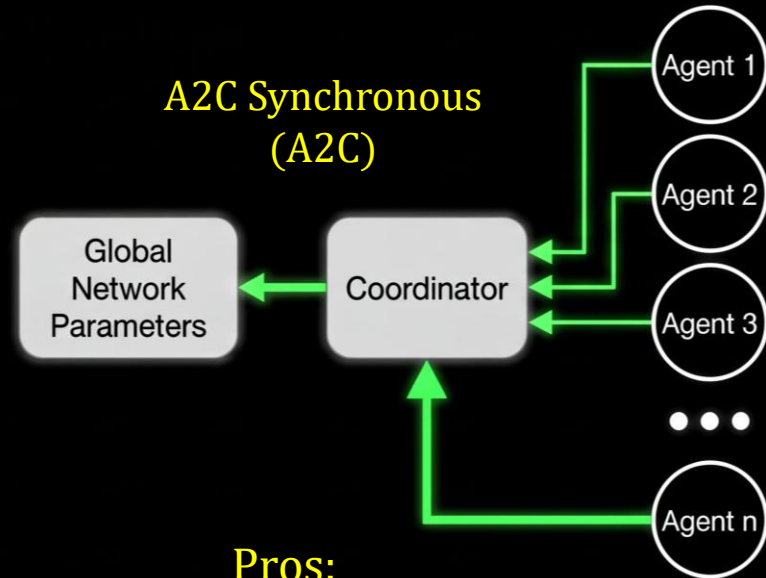 A2C Synchronous
(A2C)
Global
Network
Parameters
Coordinator
Agent 1
Agent 2
Agent 3
Agent n
Pros: